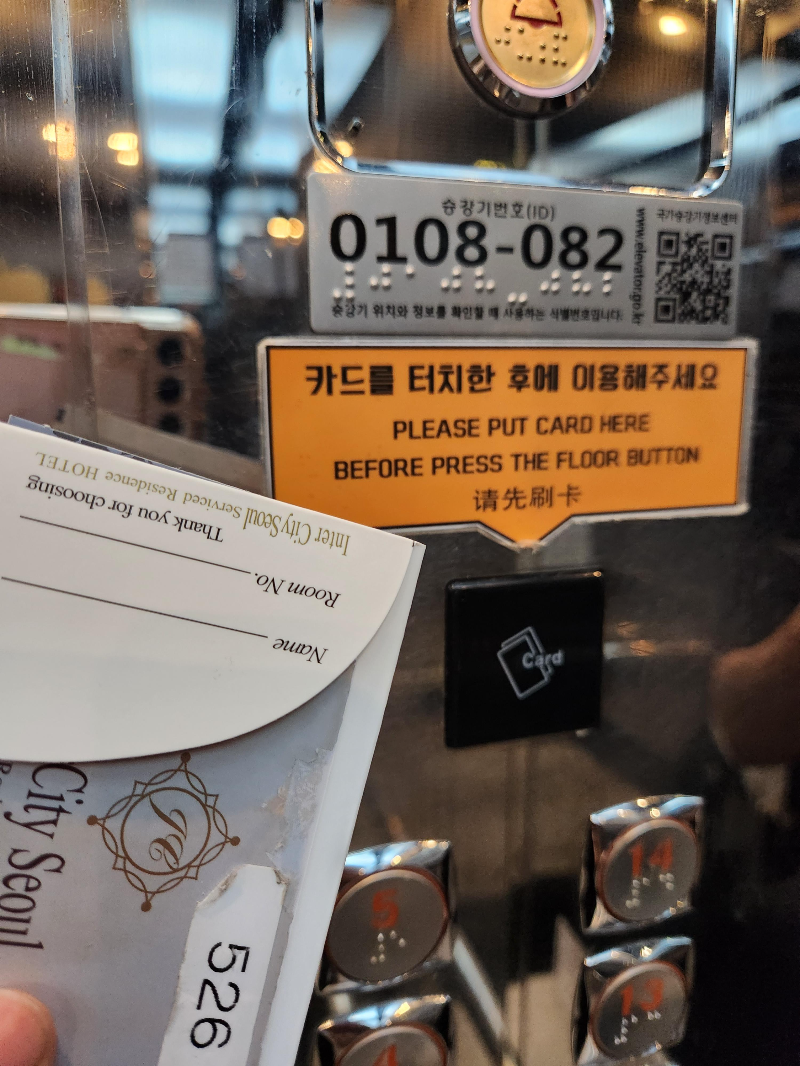 승강기번호(ID)
0108-082
승강기 위치와 정보를 확인할 때 사용하는 식별번호입니다.
www.elevator.go.kr
국가승강기정보센터
카드를 터치한 후에 이용해주세요
PLEASE PUT CARD HERE
BEFORE PRESS THE FLOOR BUTTON
请先刷卡
Card
Name
Room No.
Thank you for choosing
Inter CitySeoul Serviced Residence HOTEL
City Seoul
IC
526
5
14
4
13